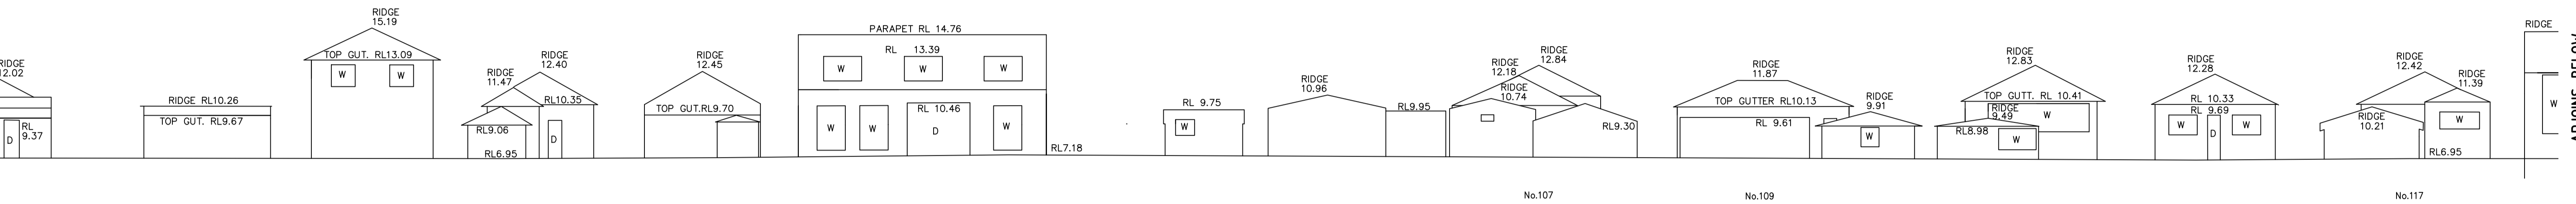 RIDGE
12.02
RL
9.37
D
RIDGE RL10.26
TOP GUT. RL9.67
RIDGE
15.19
TOP GUT. RL13.09
W
W
RIDGE
11.47
RIDGE
12.40
RL10.35
RL9.06
D
RL6.95
RIDGE
12.45
TOP GUT.RL9.70
PARAPET RL 14.76
RL 13.39
W
W
W
RL 10.46
W
W
D
W
RL7.18
RL 9.75
W
RIDGE
10.96
RL9.95
RIDGE
12.18
RIDGE
12.84
RIDGE
10.74
RL9.30
No.107
RIDGE
11.87
TOP GUTTER RL10.13
RL 9.61
No.109
RIDGE
9.91
W
RIDGE
12.83
TOP GUTT. RL 10.41
RIDGE
9.49
W
RL8.98
W
RIDGE
12.28
RL 10.33
RL 9.69
W
D
W
RIDGE
12.42
RIDGE
11.39
RIDGE
10.21
W
RL6.95
No.117
RIDGE
W